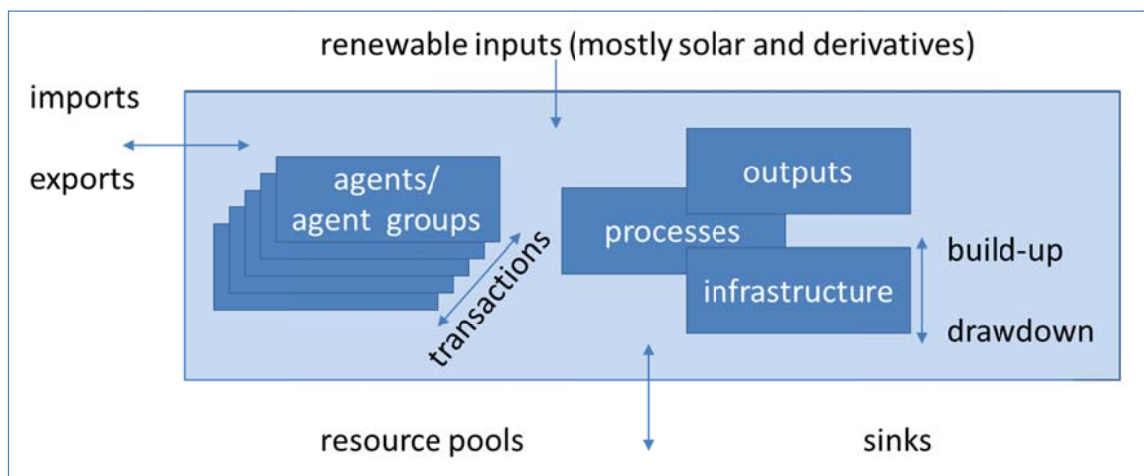 renewable inputs (mostly solar and derivatives)
imports
exports
agents/
agent groups
transactions
processes
outputs
infrastructure
build-up
drawdown
resource pools
sinks